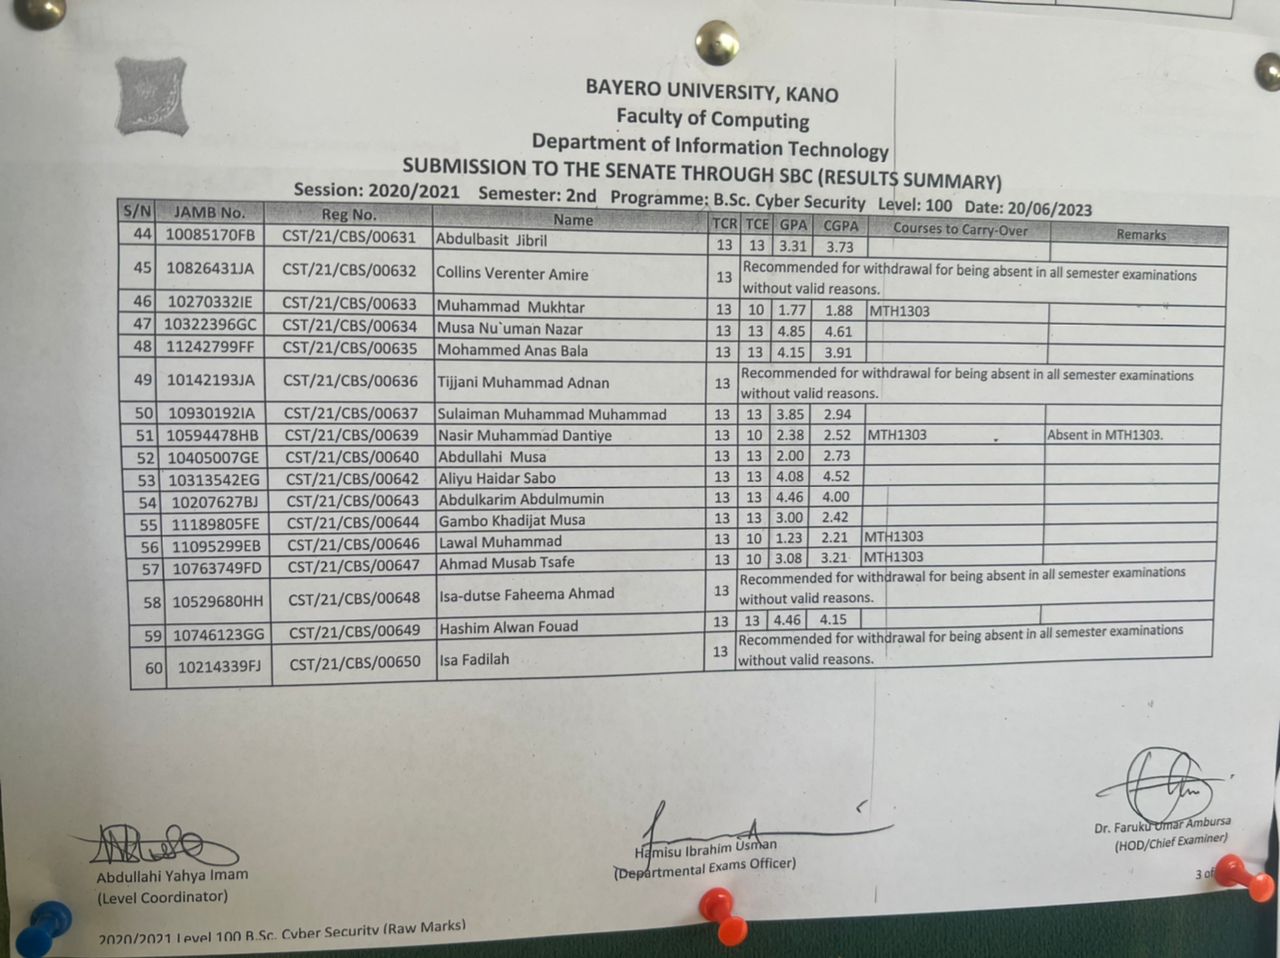 BAYERO UNIVERSITY, KANO
Faculty of Computing
Department of Information Technology
SUBMISSION TO THE SENATE THROUGH SBC (RESULTS SUMMARY)
Session: 2020/2021 Semester: 2nd Programme: B.Sc. Cyber Security Level: 100 Date: 20/06/2023
S/N JAMB No. Reg No. Name TCR TCE GPA CGPA Courses to Carry-Over Remarks
44 10085170FB CST/21/CBS/00631 Abdulbasit Jibril 13 13 3.31 3.73
45 10826431JA CST/21/CBS/00632 Collins Verenter Amire 13 Recommended for withdrawal for being absent in all semester examinations
without valid reasons.
46 10270332IE CST/21/CBS/00633 Muhammad Mukhtar 13 10 1.77 1.88 MTH1303
47 10322396GC CST/21/CBS/00634 Musa Nu`uman Nazar 13 13 4.85 4.61
48 11242799FF CST/21/CBS/00635 Mohammed Anas Bala 13 13 4.15 3.91
49 10142193JA CST/21/CBS/00636 Tijjani Muhammad Adnan 13 Recommended for withdrawal for being absent in all semester examinations
without valid reasons.
50 10930192IA CST/21/CBS/00637 Sulaiman Muhammad Muhammad 13 13 3.85 2.94
51 10594478HB CST/21/CBS/00639 Nasir Muhammad Dantiye 13 10 2.38 2.52 MTH1303 Absent in MTH1303.
52 10405007GE CST/21/CBS/00640 Abdullahi Musa 13 13 2.00 2.73
53 10313542EG CST/21/CBS/00642 Aliyu Haidar Sabo 13 13 4.08 4.52
54 10207627BJ CST/21/CBS/00643 Abdulkarim Abdulmumin 13 13 4.46 4.00
55 11189805FE CST/21/CBS/00644 Gambo Khadijat Musa 13 13 3.00 2.42
56 11095299EB CST/21/CBS/00646 Lawal Muhammad 13 10 1.23 2.21 MTH1303
57 10763749FD CST/21/CBS/00647 Ahmad Musab Tsafe 13 10 3.08 3.21 MTH1303
58 10529680HH CST/21/CBS/00648 Isa-dutse Faheema Ahmad 13 Recommended for withdrawal for being absent in all semester examinations
without valid reasons.
59 10746123GG CST/21/CBS/00649 Hashim Alwan Fouad 13 13 4.46 4.15
60 10214339FJ CST/21/CBS/00650 Isa Fadilah 13 Recommended for withdrawal for being absent in all semester examinations
without valid reasons.
Abdullahi Yahya Imam
(Level Coordinator)
Hamisu Ibrahim Usman
(Departmental Exams Officer)
Dr. Faruku Umar Ambursa
(HOD/Chief Examiner)
3 of
2020/2021 Level 100 B.Sc. Cyber Security (Raw Marks)